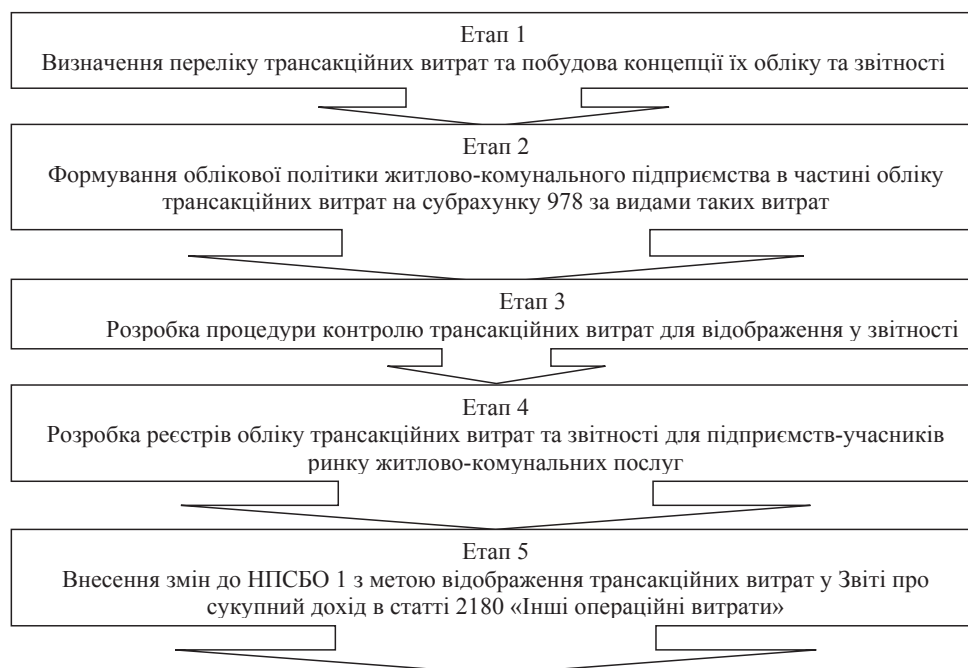 Етап 1
Визначення переліку трансакційних витрат та побудова концепції їх обліку та звітності
Етап 2
Формування облікової політики житлово-комунального підприємства в частині обліку
трансакційних витрат на субрахунку 978 за видами таких витрат
Етап 3
Розробка процедури контролю трансакційних витрат для відображення у звітності
Етап 4
Розробка реєстрів обліку трансакційних витрат та звітності для підприємств-учасників
ринку житлово-комунальних послуг
Етап 5
Внесення змін до НПСБО 1 з метою відображення трансакційних витрат у Звіті про
сукупний дохід в статті 2180 «Інші операційні витрати»